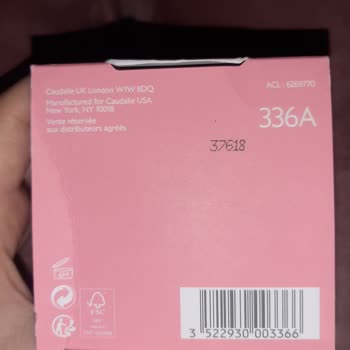 Caudalie UK London W1W 8DQ
Manufactured for Caudalie USA
New York, NY 10018
Vente réservée
aux distributeurs agréés
ACL : 6269770
336A
37618
FSC
3 522930 003366